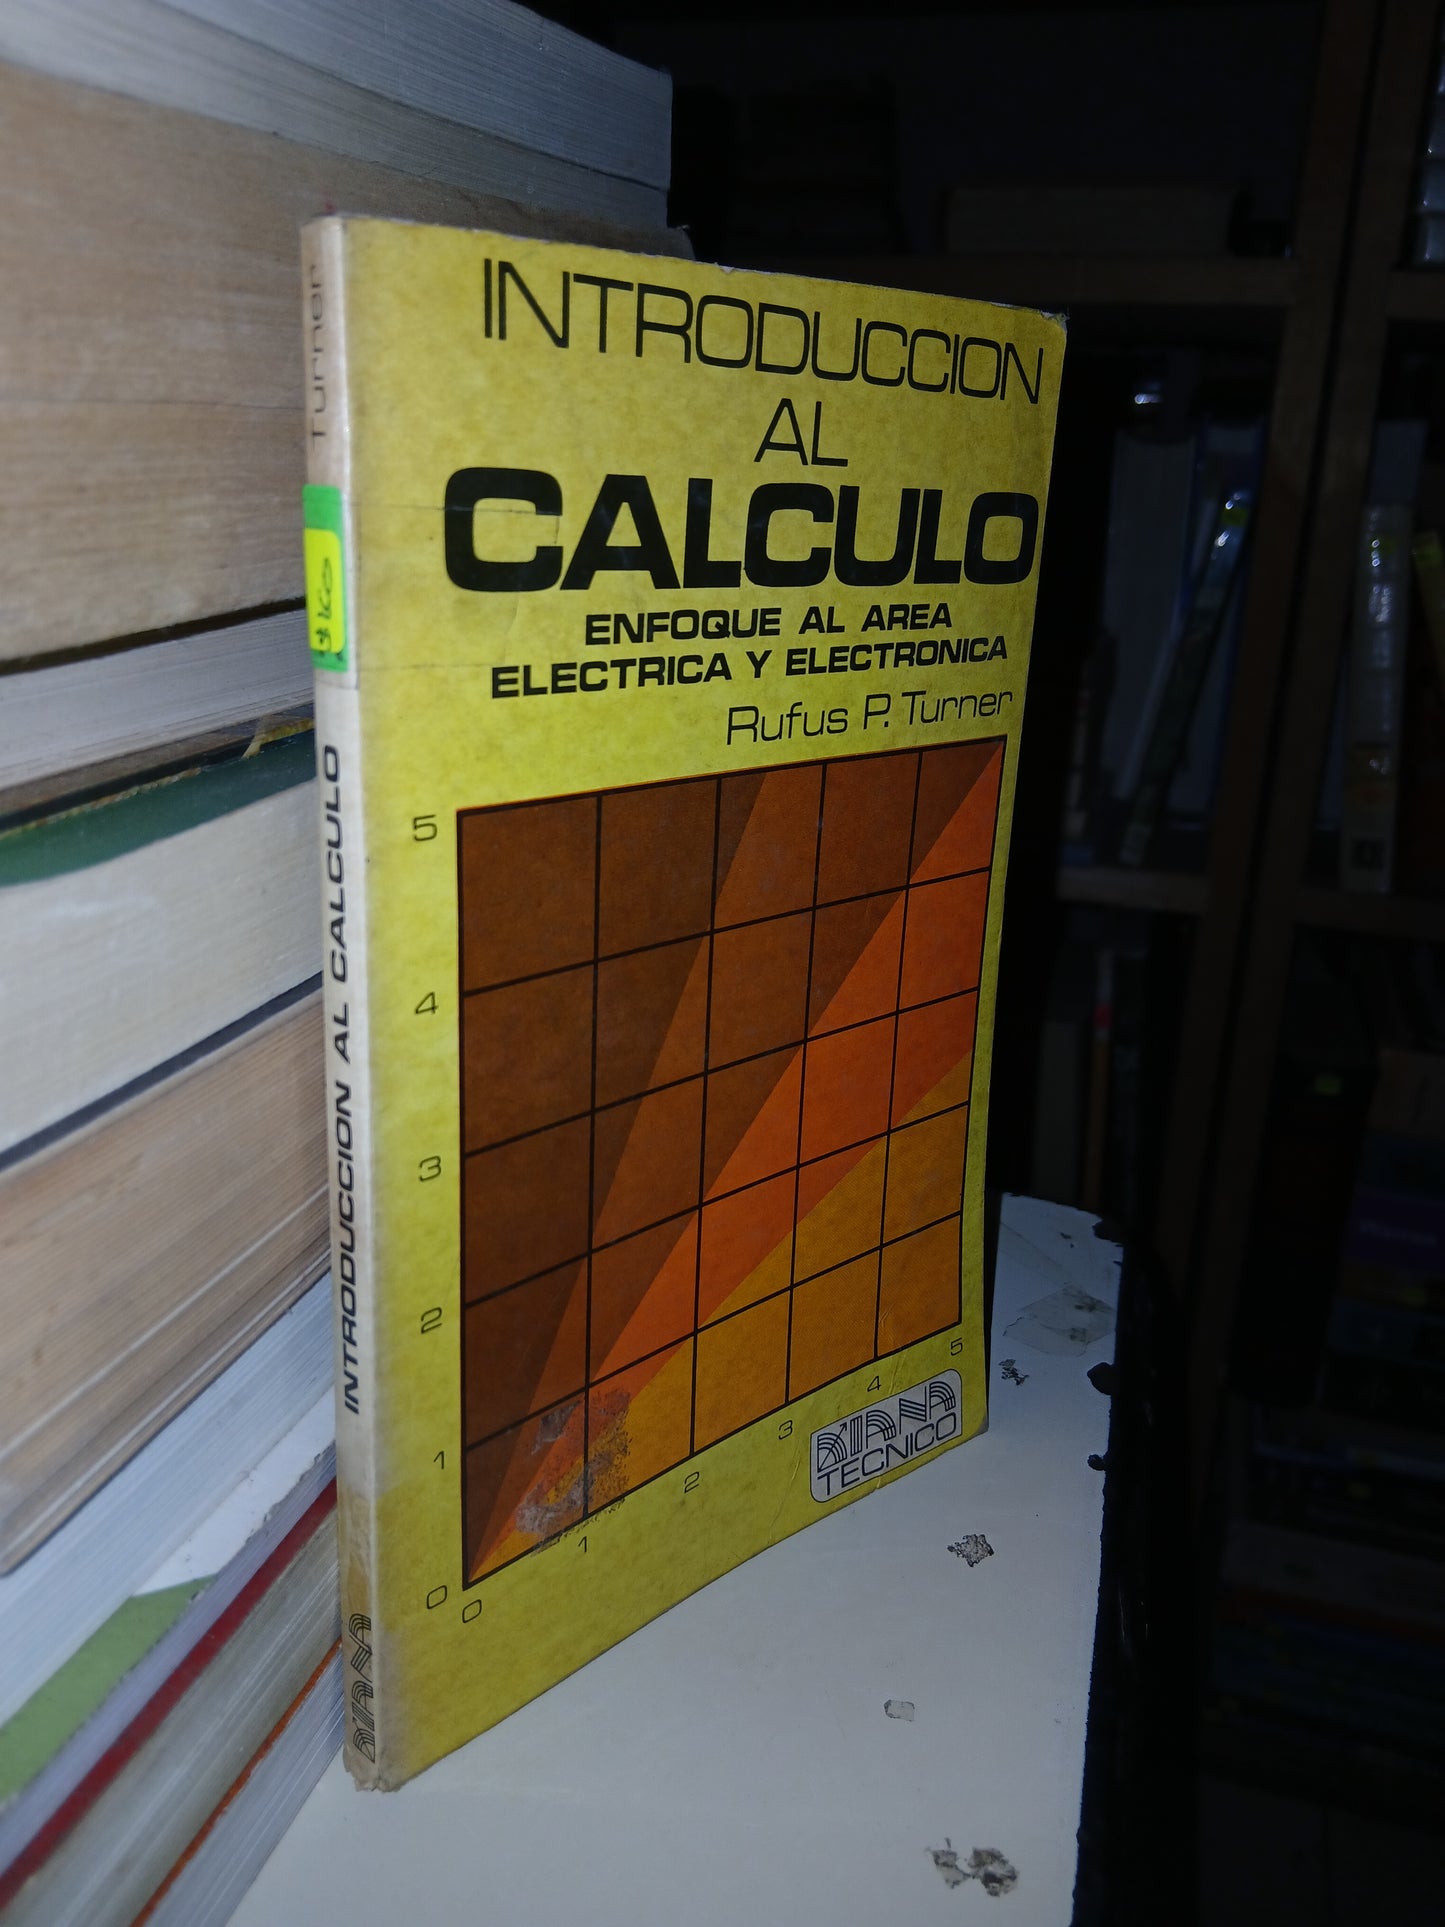 INTRODUCCION
AL
CALCULO
ENFOQUE AL AREA
ELECTRICA Y ELECTRONICA
Rufus P. Turner
5
4
3
2
1
0
0
1
2
3
4
5
DIANA
TECNICO
Turner
$160
INTRODUCCION AL CALCULO
DIANA